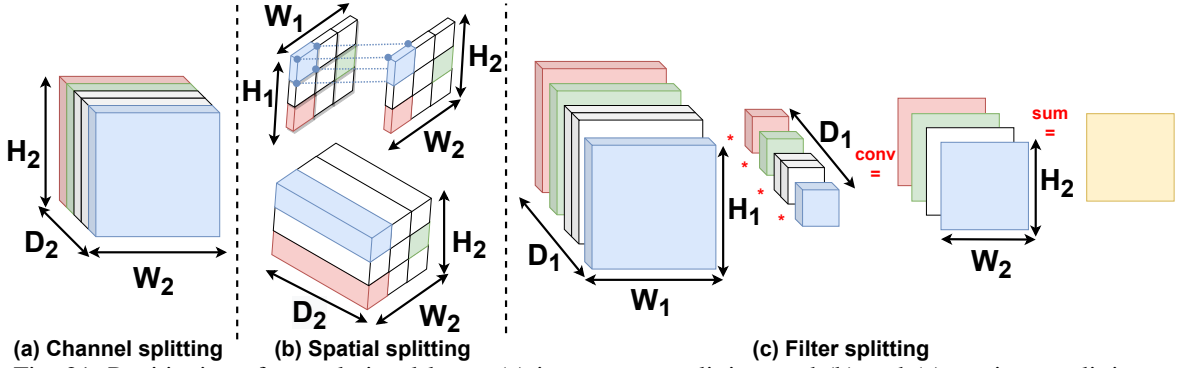 H2
D2
W2
(a) Channel splitting
W1
H1
H2
W2
H2
D2
W2
(b) Spatial splitting
H1
D1
W1
*
*
*
*
D1
conv
=
H2
W2
sum
=
(c) Filter splitting